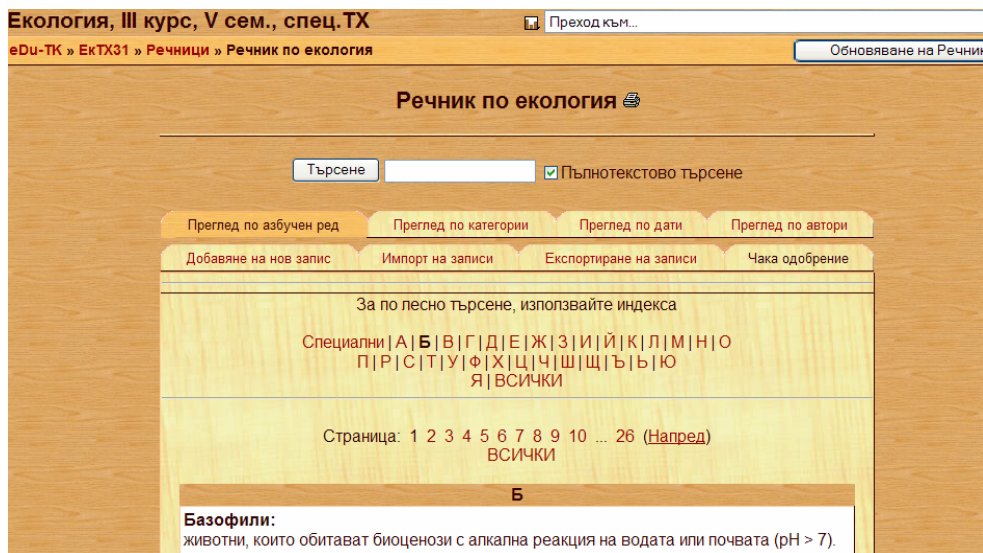 Екология, III курс, V сем., спец.ТХ
Преход към...
eDu-TK » ЕкТХ31 » Речници » Речник по екология
Обновяване на Речник
Речник по екология
Търсене
Пълнотекстово търсене
Преглед по азбучен ред Преглед по категории Преглед по дати Преглед по автори
Добавяне на нов запис Импорт на записи Експортиране на записи Чака одобрение
За по лесно търсене, използвайте индекса
Специални | А | Б | В | Г | Д | Е | Ж | З | И | Й | К | Л | М | Н | О
П | Р | С | Т | У | Ф | Х | Ц | Ч | Ш | Щ | Ъ | Ь | Ю
Я | ВСИЧКИ
Страница: 1 2 3 4 5 6 7 8 9 10 ... 26 (Напред)
ВСИЧКИ
Б
Базофили:
животни, които обитават биоценози с алкална реакция на водата или почвата (pH > 7).